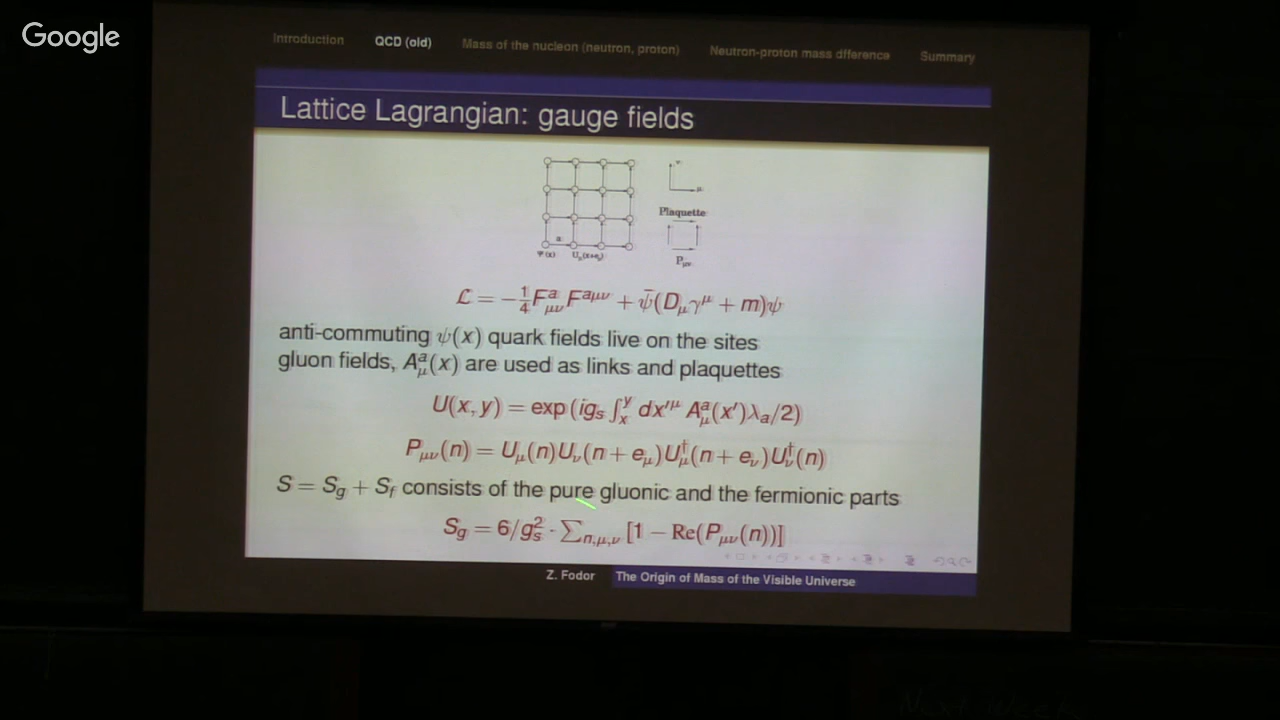 Google
Introduction QCD (old) Mass of the nucleon (neutron, proton) Neutron-proton mass difference Summary
Lattice Lagrangian: gauge fields
Plaquette
P_μν
Ψ(x)
ℒ = −¼F^a_μν F^aμν + ψ̄(D_μγ^μ + m)ψ
anti-commuting ψ(x) quark fields live on the sites
gluon fields, A^a_μ(x) are used as links and plaquettes
U(x, y) = exp (ig_s ∫_x^y dx′^μ A^a_μ(x′)λ_a/2)
P_μν(n) = U_μ(n)U_ν(n + e_μ)U†_μ(n + e_ν)U†_ν(n)
S = S_g + S_f consists of the pure gluonic and the fermionic parts
S_g = 6/g_s^2 · ∑_n,μ,ν [1 − Re(P_μν(n))]
Z. Fodor The Origin of Mass of the Visible Universe